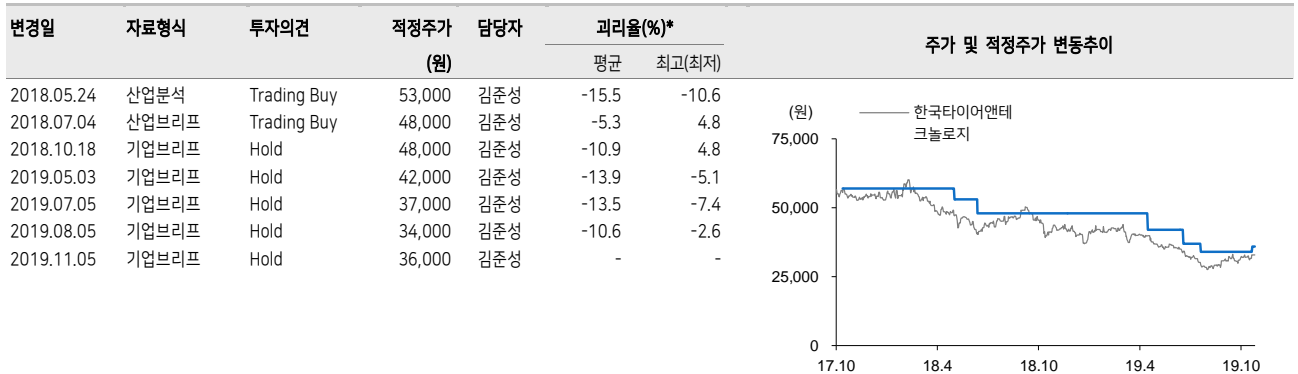 변경일 자료형식 투자의견 적정주가 담당자 괴리율(%)*
(원) 평균 최고(최저)
2018.05.24 산업분석 Trading Buy 53,000 김준성 -15.5 -10.6
2018.07.04 산업브리프 Trading Buy 48,000 김준성 -5.3 4.8
2018.10.18 기업브리프 Hold 48,000 김준성 -10.9 4.8
2019.05.03 기업브리프 Hold 42,000 김준성 -13.9 -5.1
2019.07.05 기업브리프 Hold 37,000 김준성 -13.5 -7.4
2019.08.05 기업브리프 Hold 34,000 김준성 -10.6 -2.6
2019.11.05 기업브리프 Hold 36,000 김준성 - -
주가 및 적정주가 변동추이
(원)
한국타이어앤테
크놀로지
75,000
50,000
25,000
0
17.10 18.4 18.10 19.4 19.10